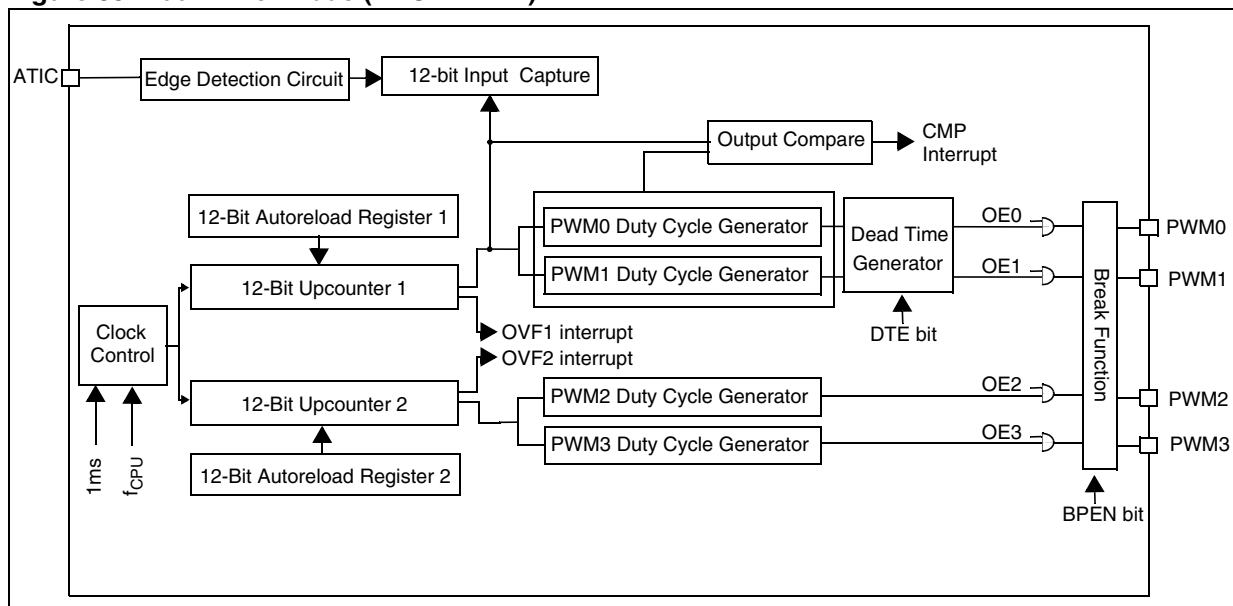 ATIC
Edge Detection Circuit
12-bit Input Capture
Output Compare
CMP
Interrupt
12-Bit Autoreload Register 1
PWM0 Duty Cycle Generator
PWM1 Duty Cycle Generator
Dead Time
Generator
OE0
OE1
PWM0
PWM1
12-Bit Upcounter 1
Clock
Control
OVF1 interrupt
OVF2 interrupt
DTE bit
Break Function
12-Bit Upcounter 2
PWM2 Duty Cycle Generator
PWM3 Duty Cycle Generator
OE2
OE3
PWM2
PWM3
12-Bit Autoreload Register 2
1ms
fCPU
BPEN bit